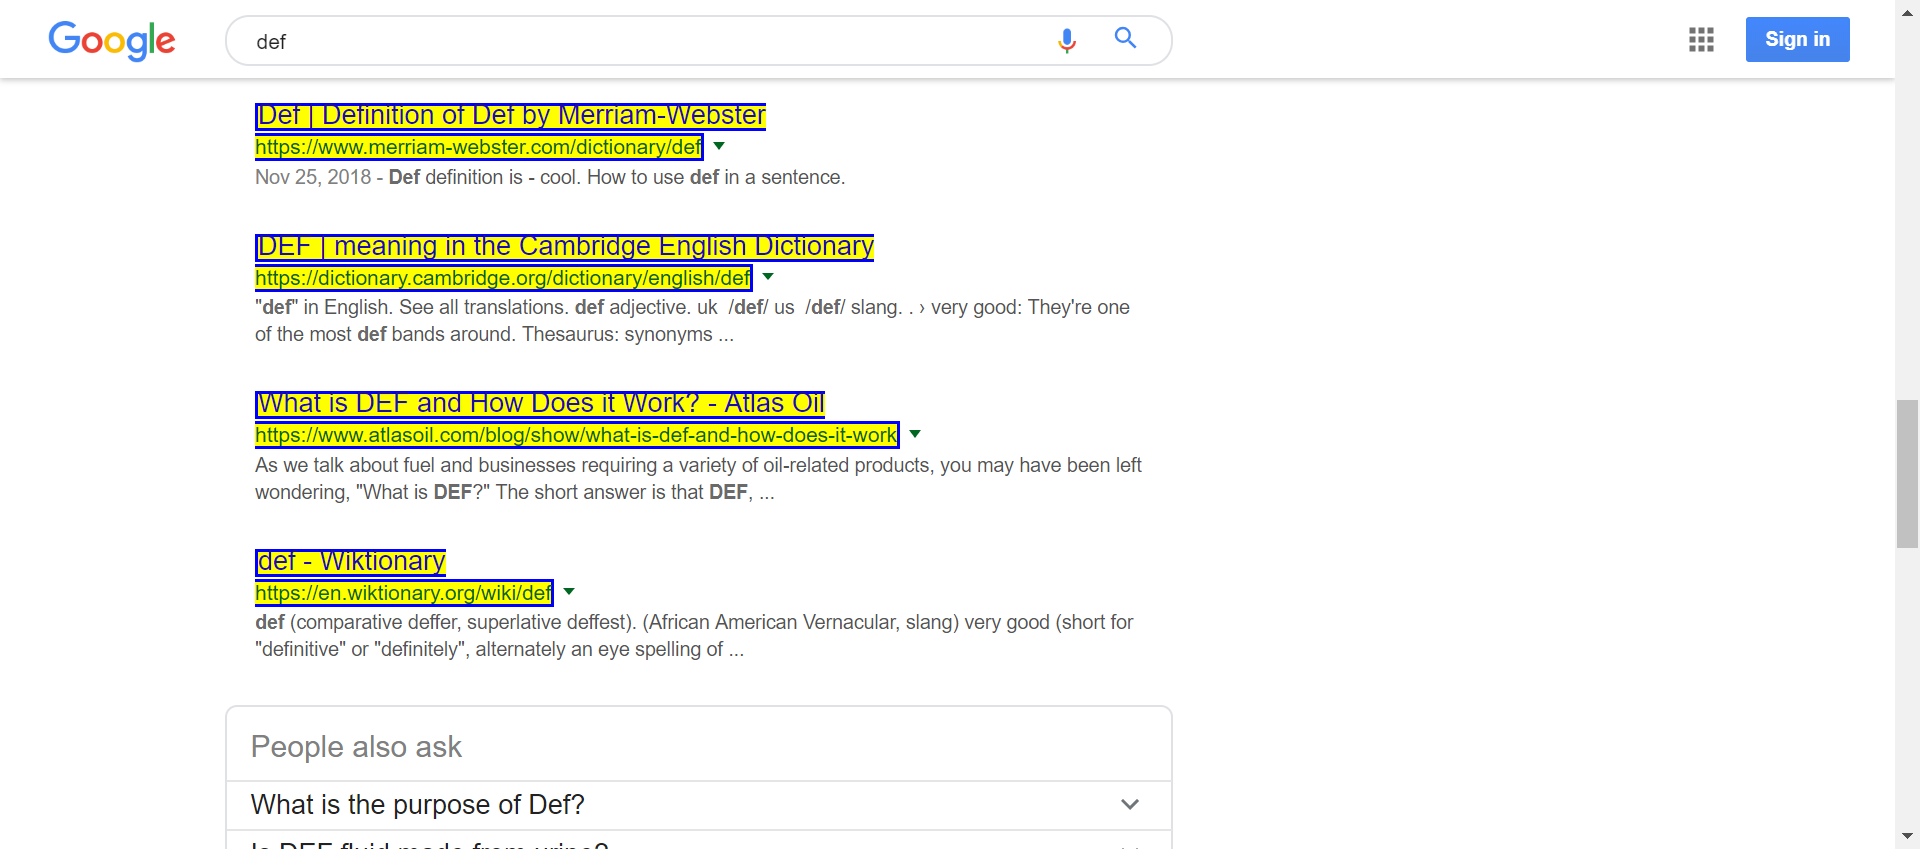 Google
def
Sign in
Def | Definition of Def by Merriam-Webster
https://www.merriam-webster.com/dictionary/def
Nov 25, 2018 - Def definition is - cool. How to use def in a sentence.
DEF | meaning in the Cambridge English Dictionary
https://dictionary.cambridge.org/dictionary/english/def
"def" in English. See all translations. def adjective. uk /def/ us /def/ slang. . › very good: They're one
of the most def bands around. Thesaurus: synonyms ...
What is DEF and How Does it Work? - Atlas Oil
https://www.atlasoil.com/blog/show/what-is-def-and-how-does-it-work
As we talk about fuel and businesses requiring a variety of oil-related products, you may have been left
wondering, "What is DEF?" The short answer is that DEF, ...
def - Wiktionary
https://en.wiktionary.org/wiki/def
def (comparative deffer, superlative deffest). (African American Vernacular, slang) very good (short for
"definitive" or "definitely", alternately an eye spelling of ...
People also ask
What is the purpose of Def?
Is DEF fluid made from urine?